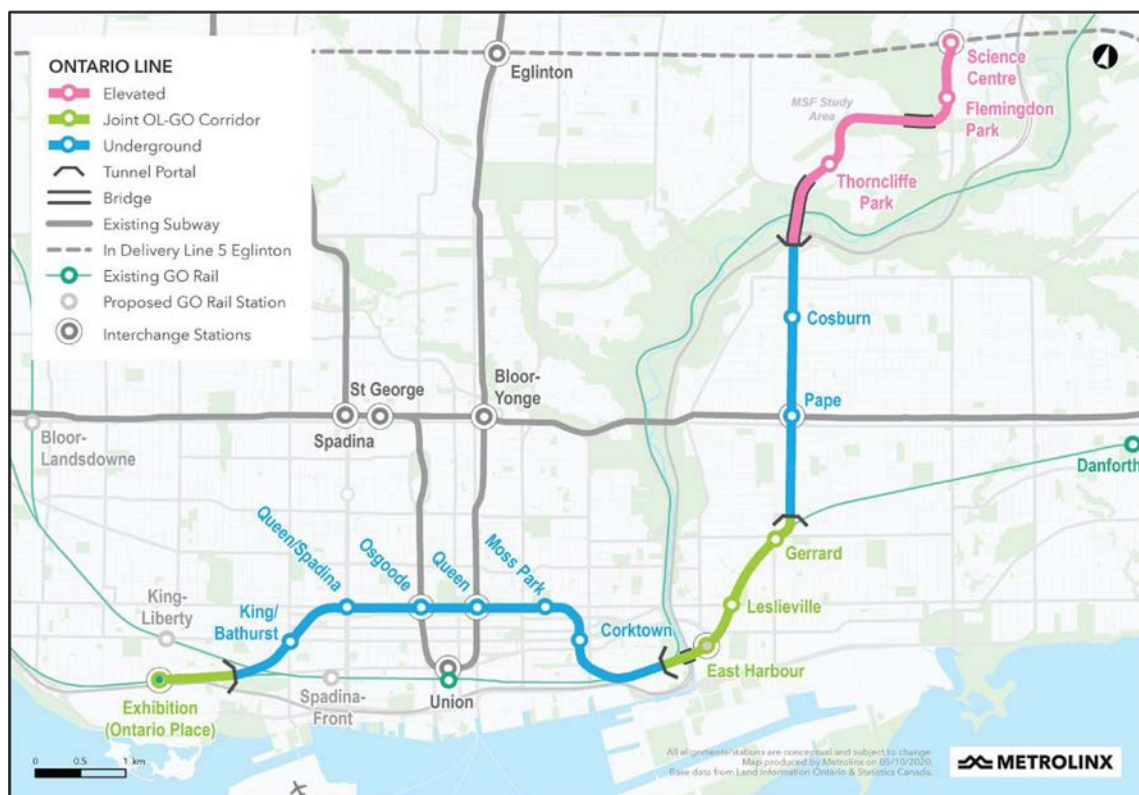 ONTARIO LINE
Elevated
Joint OL-GO Corridor
Underground
Tunnel Portal
Bridge
Existing Subway
In Delivery Line 5 Eglinton
Existing GO Rail
Proposed GO Rail Station
Interchange Stations
Eglinton
Science
Centre
Flemingdon
Park
MSF Study
Area
Thorncliffe
Park
Cosburn
Pape
St George
Spadina
Bloor-
Yonge
Bloor-
Landsdowne
Danforth
Gerrard
Leslieville
East Harbour
Queen/Spadina
Osgoode
Queen
Moss Park
Corktown
King-
Liberty
King/
Bathurst
Spadina-
Front
Union
Exhibition
(Ontario Place)
0 0.5 1 km
All alignments/stations are conceptual and subject to change.
Map produced by Metrolinx on 05/10/2020.
Base data from Land Information Ontario & Statistics Canada.
METROLINX